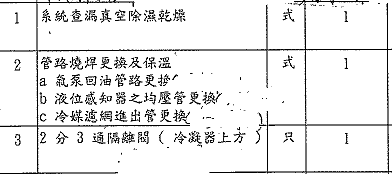 1 系統查漏真空除濕乾燥 式 1
2 管路燒焊更換及保溫 式 1
a 氣泵回油管路更換
b 液位感知器之均壓管更換
c 冷媒濾網進出管更換
3 2分3通隔離閥(冷凝器上方) 只 1